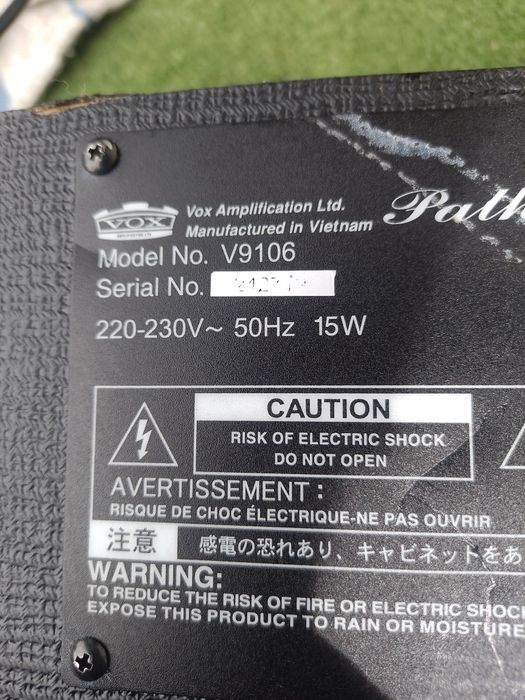 VOX
Vox Amplification Ltd.
Manufactured in Vietnam
Model No. V9106
Serial No.
220-230V~ 50Hz 15W
CAUTION
RISK OF ELECTRIC SHOCK
DO NOT OPEN
AVERTISSEMENT :
RISQUE DE CHOC ÉLECTRIQUE-NE PAS OUVRIR
注意 感電の恐れあり、キャビネットをあ
WARNING:
TO REDUCE THE RISK OF FIRE OR ELECTRIC SHOC
EXPOSE THIS PRODUCT TO RAIN OR MOISTURE